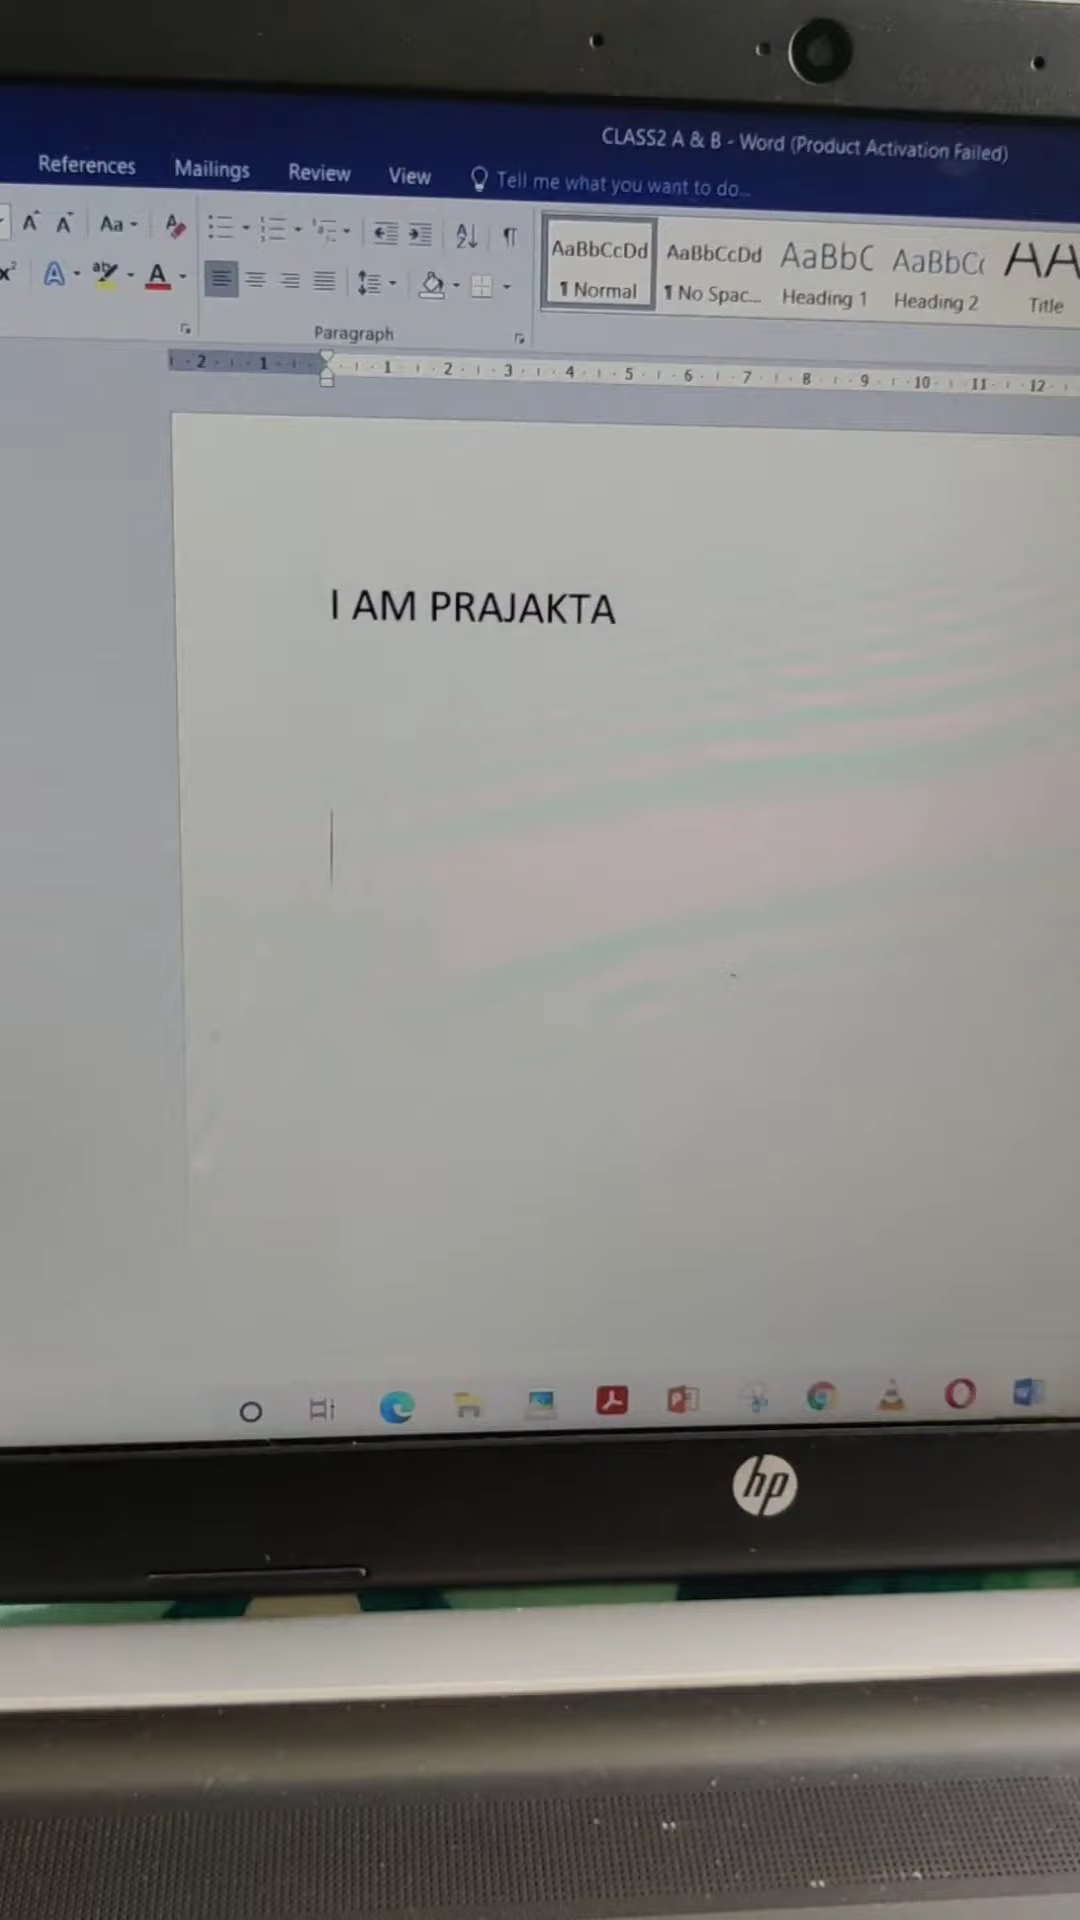 CLASS2 A & B - Word (Product Activation Failed)
References Mailings Review View Tell me what you want to do...
A A Aa A
AaBbCcDd AaBbCcDd AaBbC AaBbCc AA
¶ Normal ¶ No Spac... Heading 1 Heading 2 Title
x² A ab A
Paragraph
2 1 1 2 3 4 5 6 7 8 9 10 11 12
I AM PRAJAKTA
hp